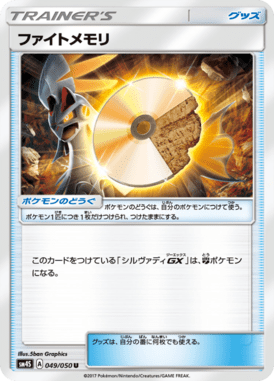 TRAINER'S グッズ
ファイトメモリ
ポケモンのどうぐ
ポケモンのどうぐは、自分のポケモンにつけて使う。
ポケモン1匹につき1枚だけつけられ、つけたままにする。
このカードをつけている「シルヴァディGX」は、闘ポケモン
になる。
グッズは、自分の番に何枚でも使える。
Illus. 5ban Graphics
SM4S A 049/050 U
©2017 Pokémon/Nintendo/Creatures/GAME FREAK.